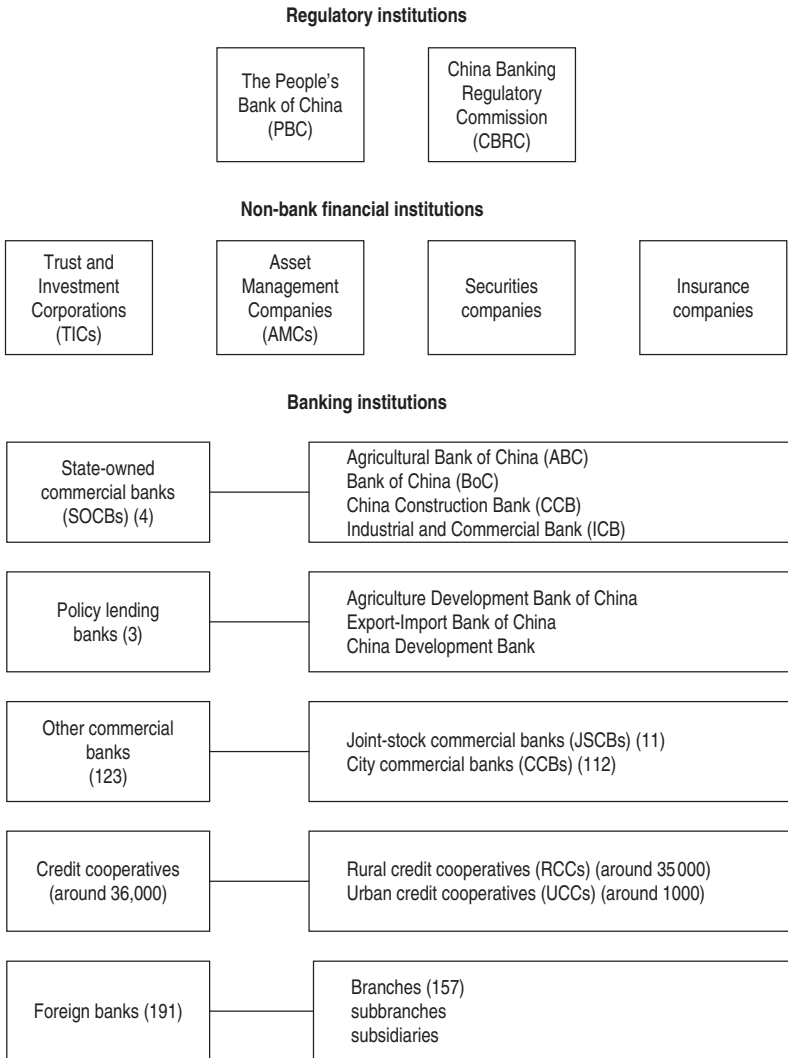 Regulatory institutions
The People's
Bank of China
(PBC)
China Banking
Regulatory
Commission
(CBRC)
Non-bank financial institutions
Trust and
Investment
Corporations
(TICs)
Asset
Management
Companies
(AMCs)
Securities
companies
Insurance
companies
Banking institutions
State-owned
commercial banks
(SOCBs) (4)
Agricultural Bank of China (ABC)
Bank of China (BoC)
China Construction Bank (CCB)
Industrial and Commercial Bank (ICB)
Policy lending
banks (3)
Agriculture Development Bank of China
Export-Import Bank of China
China Development Bank
Other commercial
banks
(123)
Joint-stock commercial banks (JSCBs) (11)
City commercial banks (CCBs) (112)
Credit cooperatives
(around 36,000)
Rural credit cooperatives (RCCs) (around 35 000)
Urban credit cooperatives (UCCs) (around 1000)
Foreign banks (191)
Branches (157)
subbranches
subsidiaries